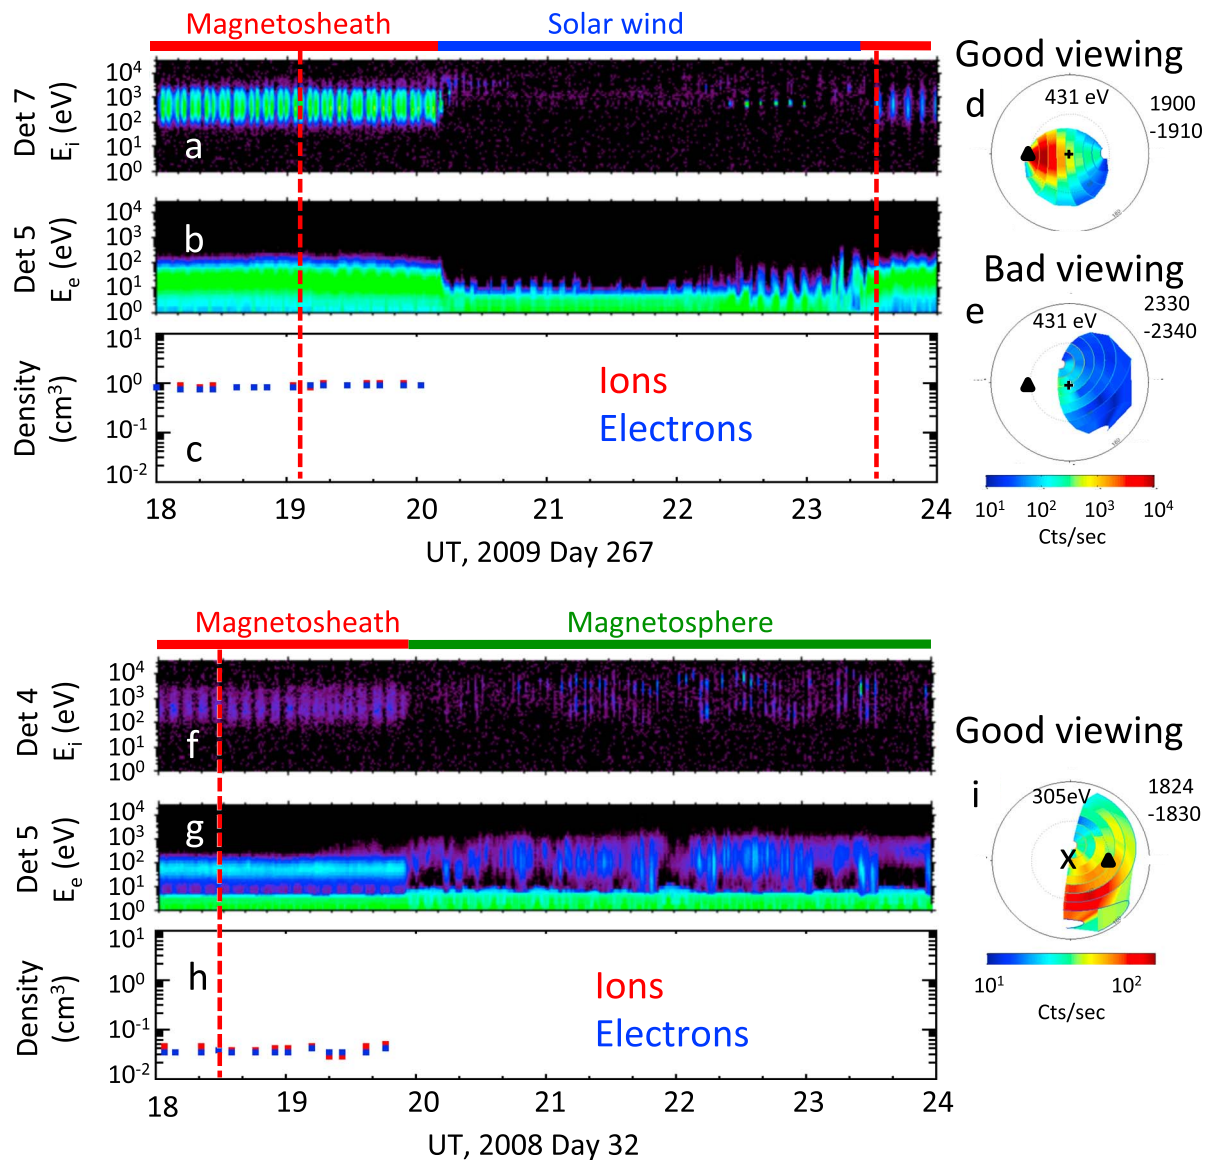 Magnetosheath
Solar wind
Det 7
E_i (eV)
10^4
10^3
10^2
10^1
10^0
a
Det 5
E_e (eV)
10^4
10^3
10^2
10^1
10^0
b
Density
(cm^3)
10^1
10^0
10^-1
10^-2
c
Ions
Electrons
18 19 20 21 22 23 24
UT, 2009 Day 267
Good viewing
d
431 eV
1900
-1910
Bad viewing
e
431 eV
2330
-2340
10^1 10^2 10^3 10^4
Cts/sec
Magnetosheath
Magnetosphere
Det 4
E_i (eV)
10^4
10^3
10^2
10^1
10^0
f
Det 5
E_e (eV)
10^4
10^3
10^2
10^1
10^0
g
Density
(cm^3)
10^1
10^0
10^-1
10^-2
h
Ions
Electrons
18 19 20 21 22 23 24
UT, 2008 Day 32
Good viewing
i
305eV
1824
-1830
X
10^1 10^2
Cts/sec